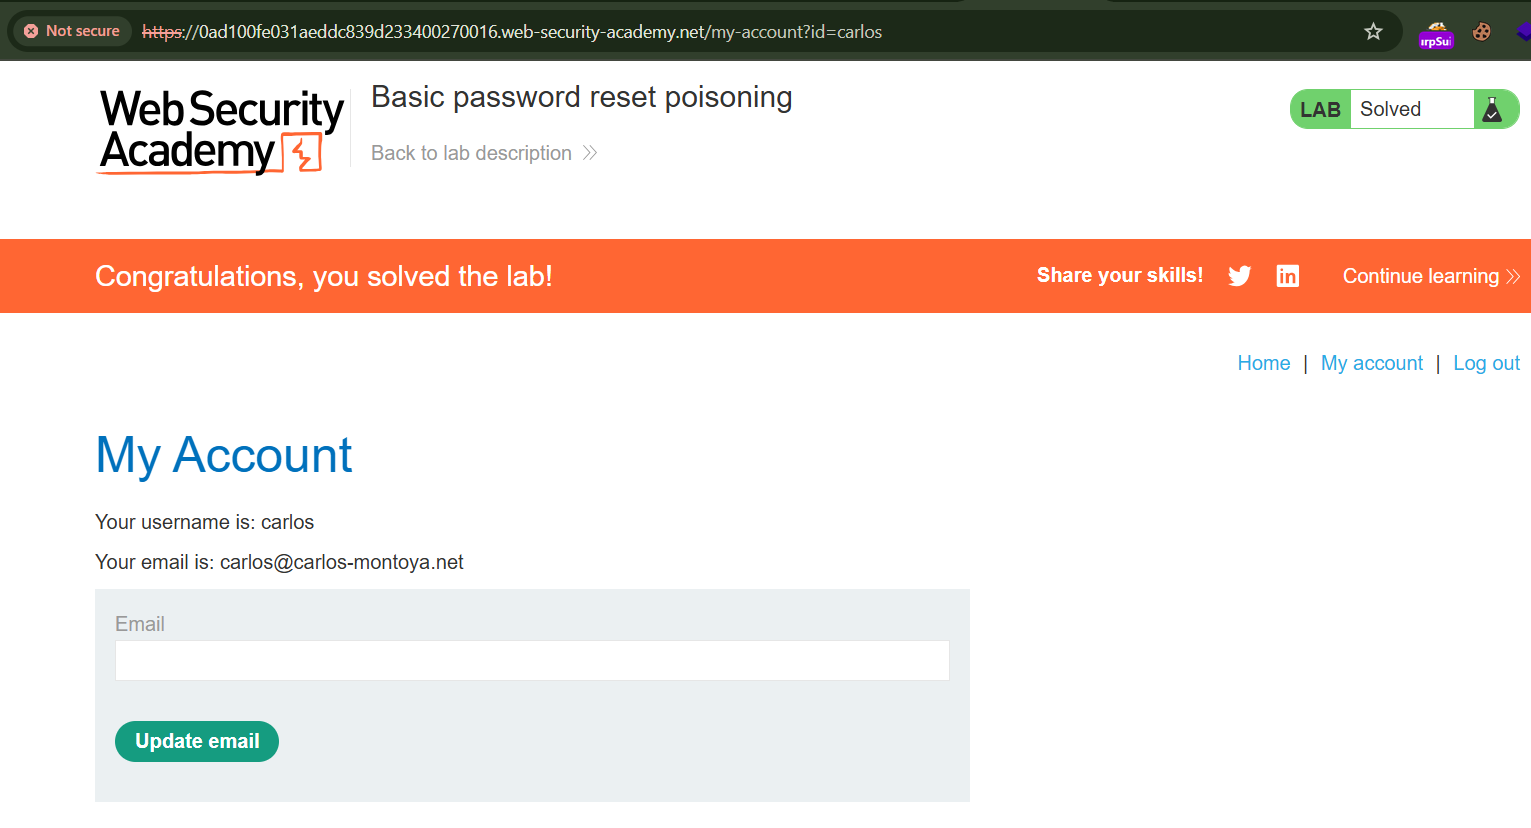 Not secure https://0ad100fe031aeddc839d233400270016.web-security-academy.net/my-account?id=carlos
urpSui
Web Security
Academy
Basic password reset poisoning
Back to lab description
LAB Solved
Congratulations, you solved the lab!
Share your skills!
in
Continue learning
Home | My account | Log out
My Account
Your username is: carlos
Your email is: carlos@carlos-montoya.net
Email
Update email